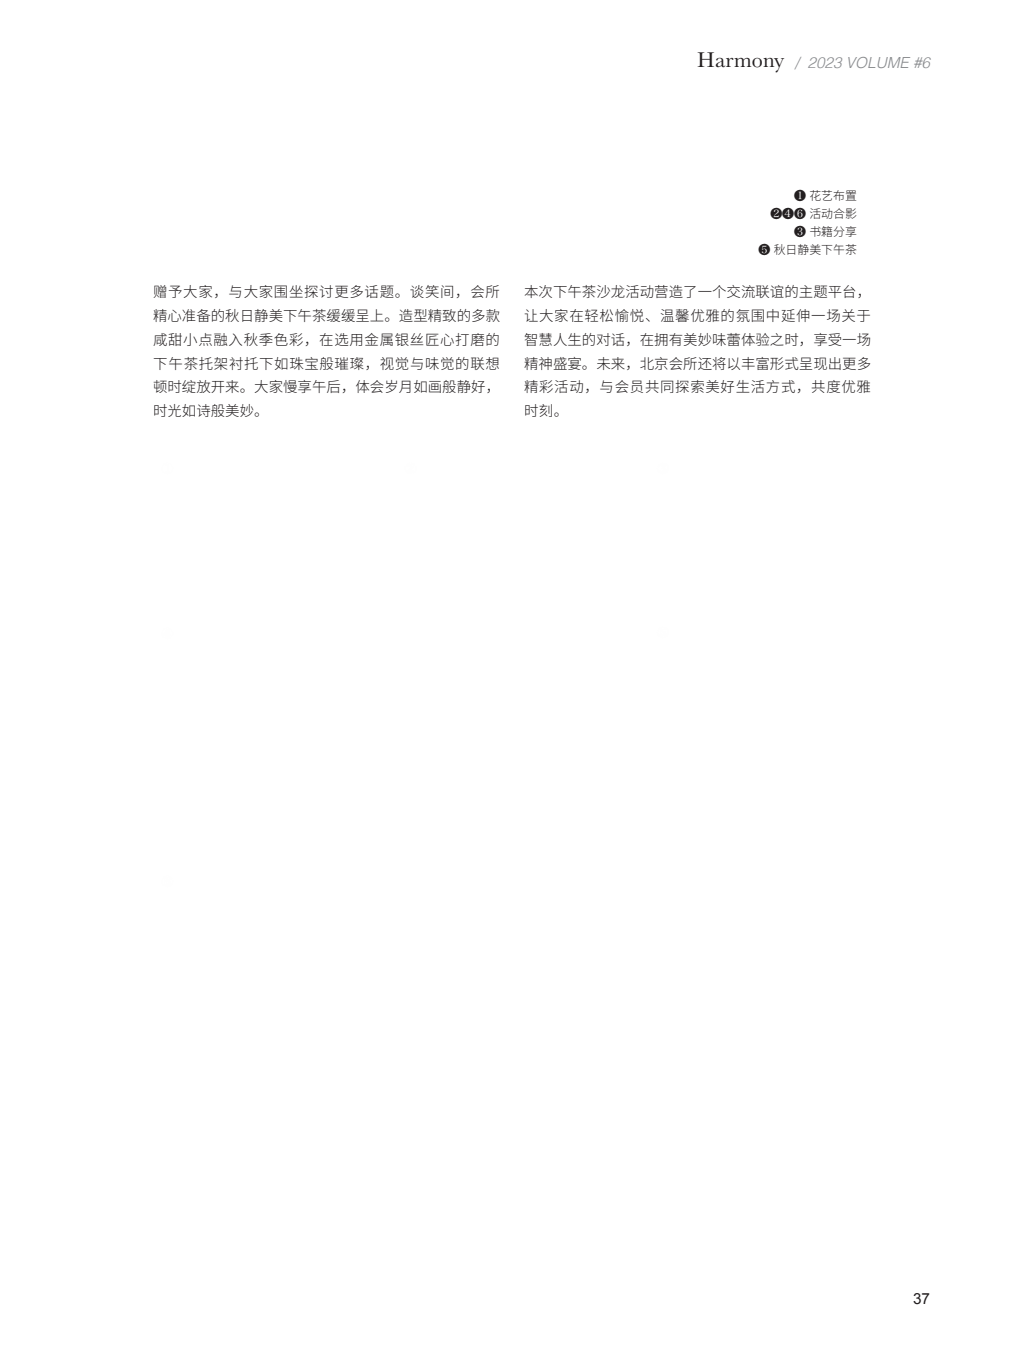 Harmony / 2023 VOLUME #6
❶ 花艺布置
❷❹❻ 活动合影
❸ 书籍分享
❺ 秋日静美下午茶
赠予大家，与大家围坐探讨更多话题。谈笑间，会所
精心准备的秋日静美下午茶缓缓呈上。造型精致的多款
咸甜小点融入秋季色彩，在选用金属银丝匠心打磨的
下午茶托架衬托下如珠宝般璀璨，视觉与味觉的联想
顿时绽放开来。大家慢享午后，体会岁月如画般静好，
时光如诗般美妙。
本次下午茶沙龙活动营造了一个交流联谊的主题平台，
让大家在轻松愉悦、温馨优雅的氛围中延伸一场关于
智慧人生的对话，在拥有美妙味蕾体验之时，享受一场
精神盛宴。未来，北京会所还将以丰富形式呈现出更多
精彩活动，与会员共同探索美好生活方式，共度优雅
时刻。
37